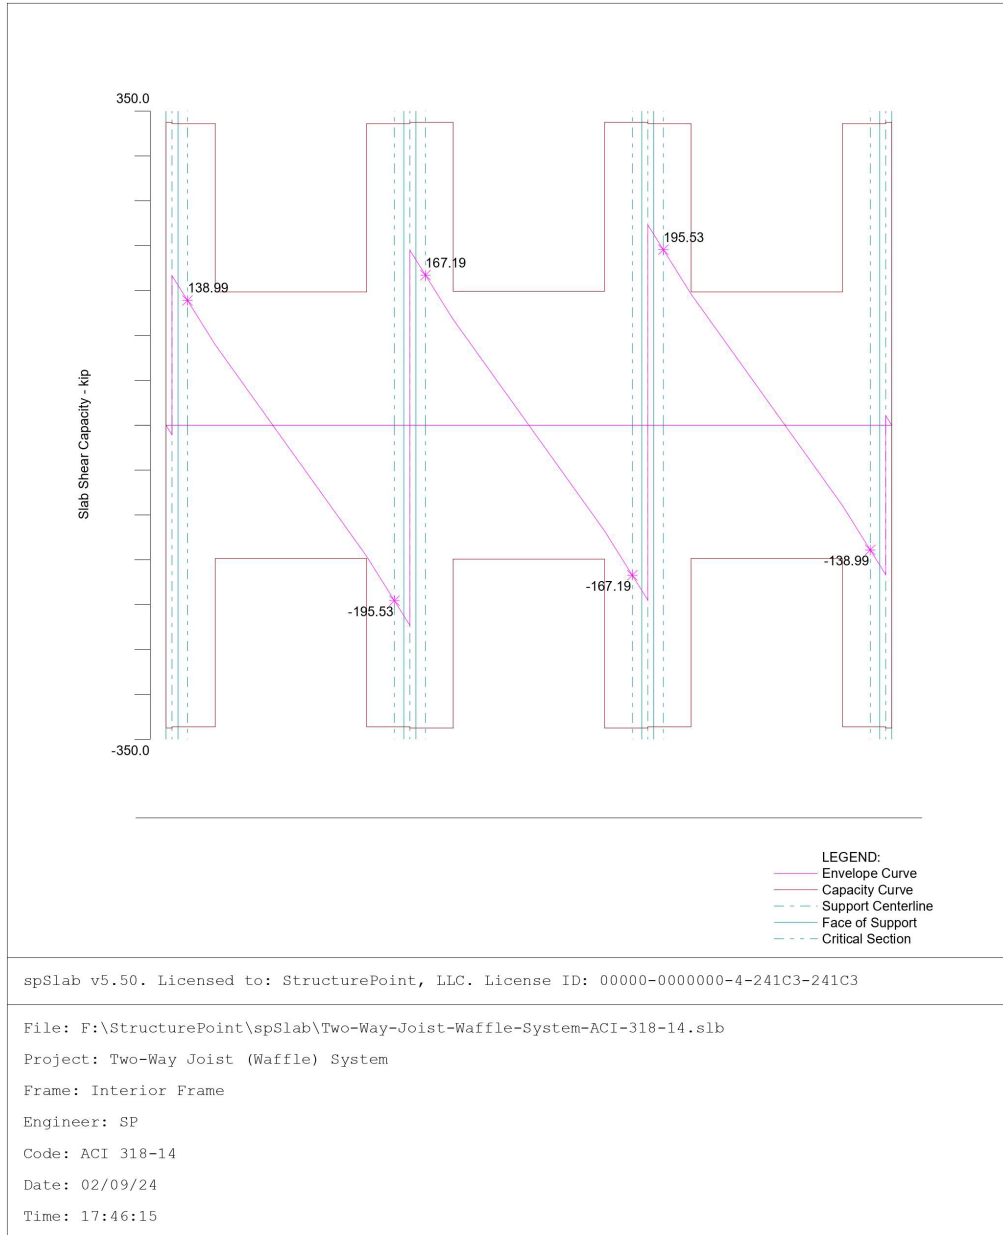 350.0
195.53
167.19
138.99
Slab Shear Capacity - kip
-138.99
-167.19
-195.53
-350.0
LEGEND:
Envelope Curve
Capacity Curve
Support Centerline
Face of Support
Critical Section
spSlab v5.50. Licensed to: StructurePoint, LLC. License ID: 00000-0000000-4-241C3-241C3
File: F:\StructurePoint\spSlab\Two-Way-Joist-Waffle-System-ACI-318-14.slb
Project: Two-Way Joist (Waffle) System
Frame: Interior Frame
Engineer: SP
Code: ACI 318-14
Date: 02/09/24
Time: 17:46:15